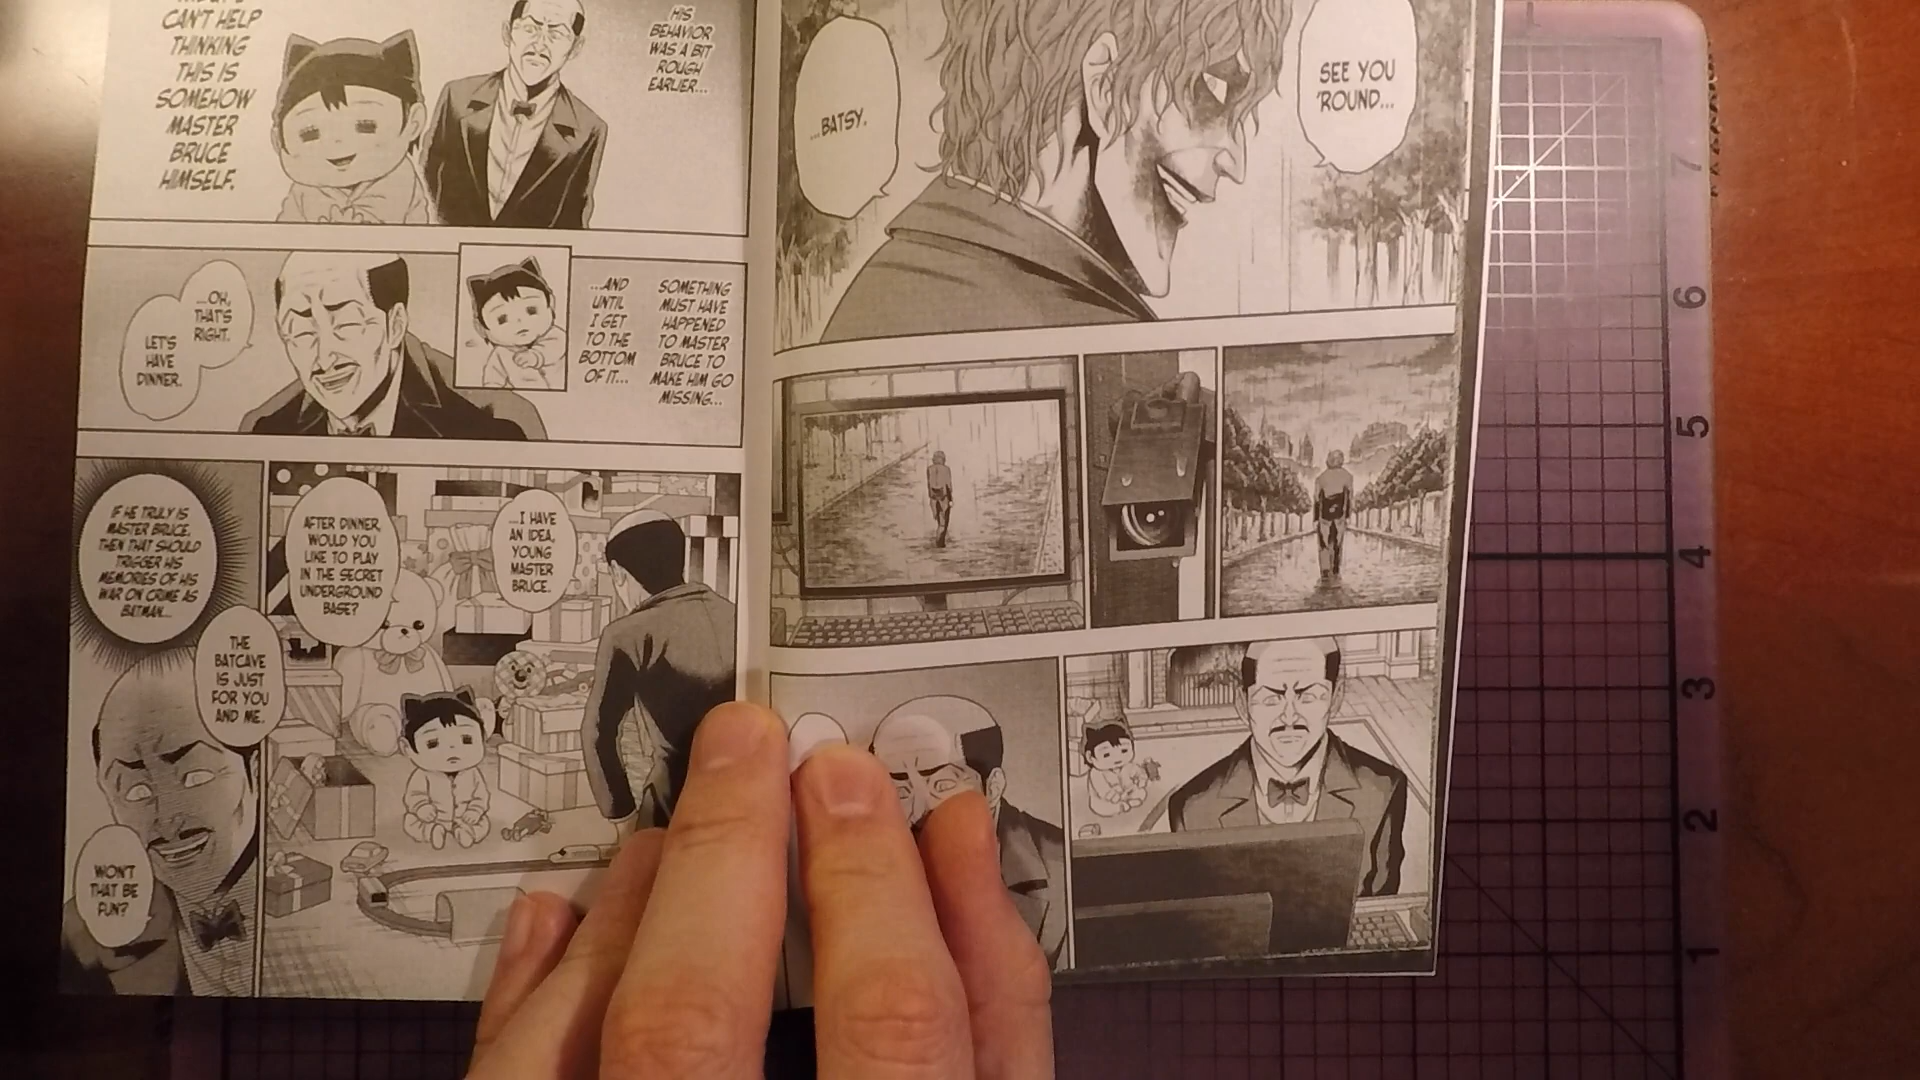 SEE YOU
'ROUND...
...BATSY.
HIS
BEHAVIOR
WAS A BIT
ROUGH
EARLIER...
CAN'T HELP
THINKING
THIS IS
SOMEHOW
MASTER
BRUCE
HIMSELF.
SOMETHING
MUST HAVE
HAPPENED
TO MASTER
BRUCE TO
MAKE HIM GO
MISSING...
...AND
UNTIL
I GET
TO THE
BOTTOM
OF IT...
...OH,
THAT'S
RIGHT.
LET'S
HAVE
DINNER.
...I HAVE
AN IDEA,
YOUNG
MASTER
BRUCE.
AFTER DINNER,
WOULD YOU
LIKE TO PLAY
IN THE SECRET
UNDERGROUND
BASE?
IF HE TRULY IS
MASTER BRUCE,
THEN THAT SHOULD
TRIGGER HIS
MEMORIES OF HIS
WAR ON CRIME AS
BATMAN...
THE
BATCAVE
IS JUST
FOR YOU
AND ME.
WON'T
THAT BE
FUN?
7
6
5
4
3
2
1